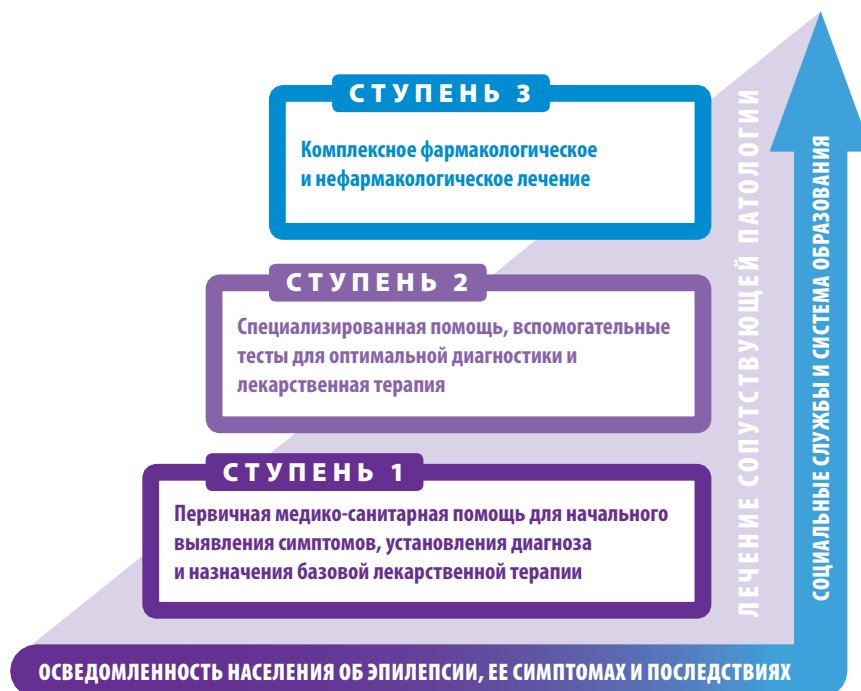 СТУПЕНЬ 3
Комплексное фармакологическое
и нефармакологическое лечение
СТУПЕНЬ 2
Специализированная помощь, вспомогательные
тесты для оптимальной диагностики и
лекарственная терапия
СТУПЕНЬ 1
Первичная медико-санитарная помощь для начального
выявления симптомов, установления диагноза
и назначения базовой лекарственной терапии
ЛЕЧЕНИЕ СОПУТСТВУЮЩЕЙ ПАТОЛОГИИ
СОЦИАЛЬНЫЕ СЛУЖБЫ И СИСТЕМА ОБРАЗОВАНИЯ
ОСВЕДОМЛЕННОСТЬ НАСЕЛЕНИЯ ОБ ЭПИЛЕПСИИ, ЕЕ СИМПТОМАХ И ПОСЛЕДСТВИЯХ